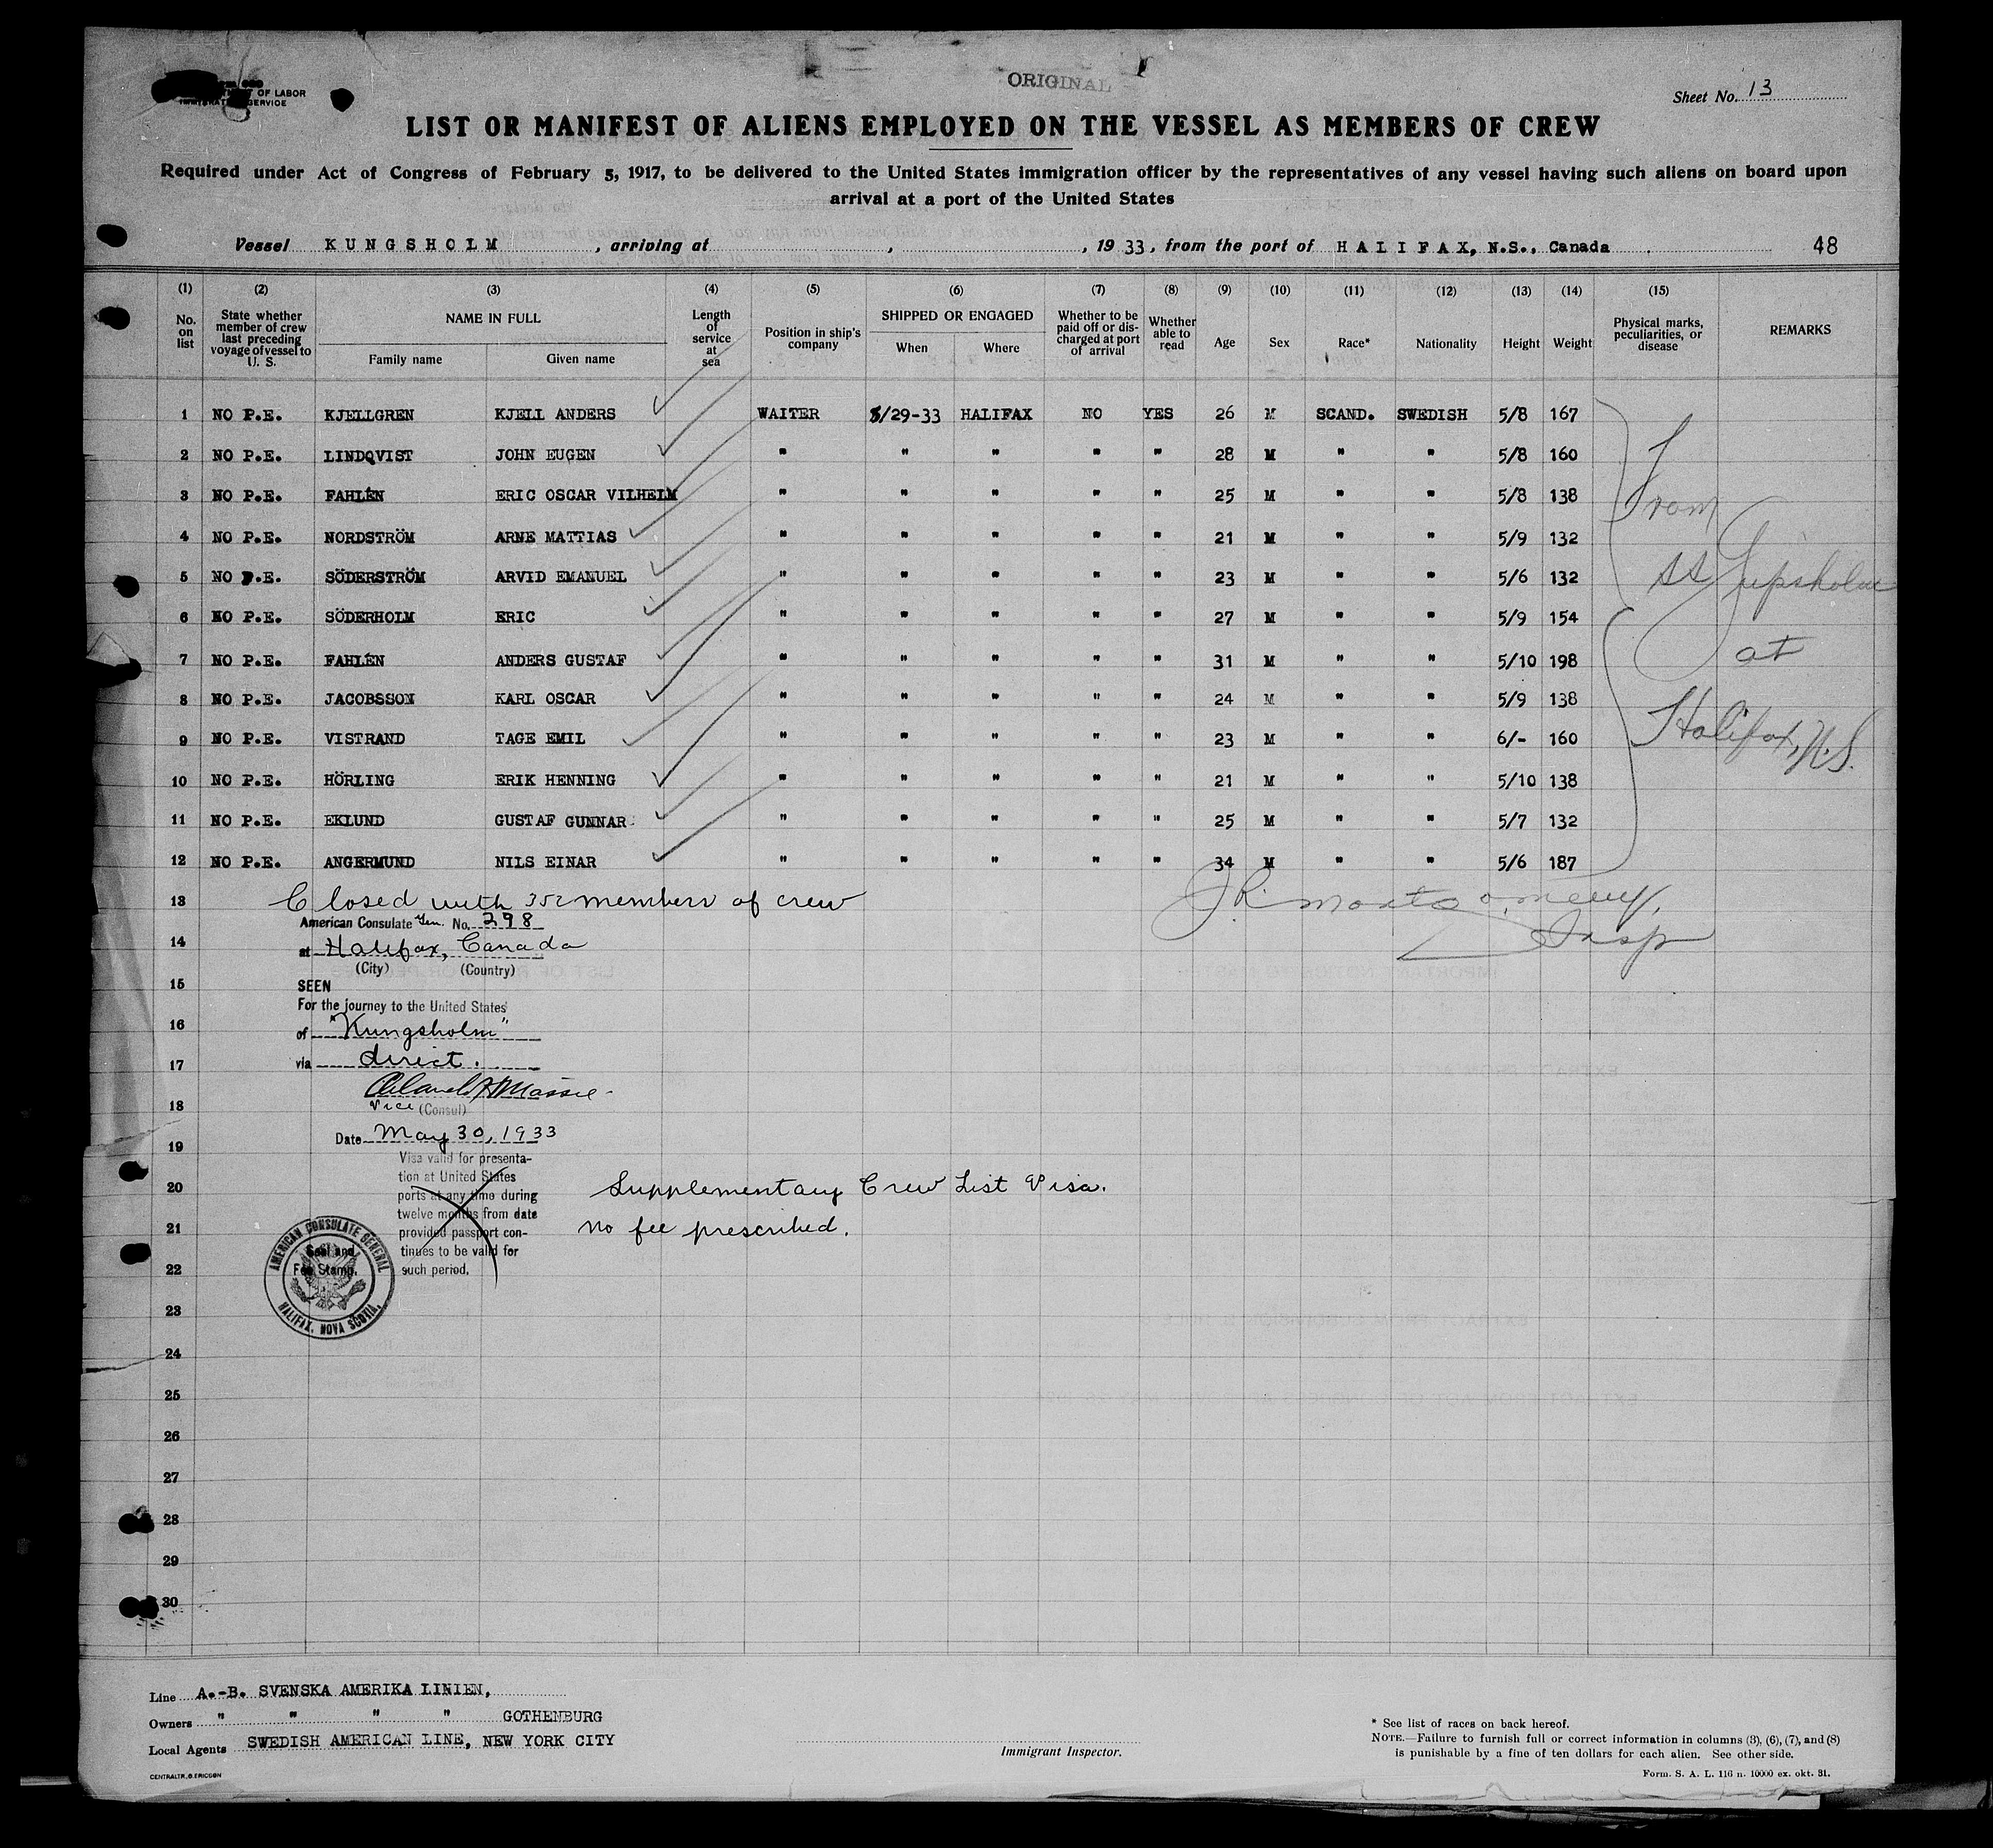 ORIGINAL
OF LABOR
SERVICE
Sheet No. 13
LIST OR MANIFEST OF ALIENS EMPLOYED ON THE VESSEL AS MEMBERS OF CREW
Required under Act of Congress of February 5, 1917, to be delivered to the United States immigration officer by the representatives of any vessel having such aliens on board upon
arrival at a port of the United States
Vessel KUNGSHOLM, arriving at , , 1933, from the port of HALIFAX, N.S., Canada. 48
(1) (2) (3) (4) (5) (6) (7) (8) (9) (10) (11) (12) (13) (14) (15)
No. on list State whether member of crew last preceding voyage of vessel to U. S. NAME IN FULL Family name Given name Length of service at sea Position in ship's company SHIPPED OR ENGAGED When Where Whether to be paid off or discharged at port of arrival Whether able to read Age Sex Race* Nationality Height Weight Physical marks, peculiarities, or disease REMARKS
1 NO P.E. KJELLGREN KJELL ANDERS WAITER 5/29-33 HALIFAX NO YES 26 M SCAND. SWEDISH 5/8 167
2 NO P.E. LINDQVIST JOHN EUGEN " " " " " 28 M " " 5/8 160
3 NO P.E. FAHLÉN ERIC OSCAR VILHELM " " " " " 25 M " " 5/8 138
4 NO P.E. NORDSTRÖM ARNE MATTIAS " " " " " 21 M " " 5/9 132
5 NO P.E. SÖDERSTRÖM ARVID EMANUEL " " " " " 23 M " " 5/6 132
6 NO P.E. SÖDERHOLM ERIC " " " " " 27 M " " 5/9 154
7 NO P.E. FAHLÉN ANDERS GUSTAF " " " " " 31 M " " 5/10 198
8 NO P.E. JACOBSSON KARL OSCAR " " " " " 24 M " " 5/9 138
9 NO P.E. VISTRAND TAGE EMIL " " " " " 23 M " " 6/- 160
10 NO P.E. HÖRLING ERIK HENNING " " " " " 21 M " " 5/10 138
11 NO P.E. EKLUND GUSTAF GUNNAR " " " " " 25 M " " 5/7 132
12 NO P.E. ANGERMUND NILS EINAR " " " " " 34 M " " 5/6 187
From
SS Gripsholm
at
Halifax, N.S.
13 Closed with 352 members of crew
J R Montgomery,
Insp
American Consulate Gen. No. 298
14 at Halifax, Canada
(City) (Country)
15 SEEN
For the journey to the United States
16 of "Kungsholm"
17 via direct.
Massie
18 Vice (Consul)
Date May 30, 1933
19
Visa valid for presenta-
tion at United States
20 ports at any time during
twelve months from date
21 provided passport con-
tinues to be valid for
22 such period.
Supplementary Crew List Visa.
No fee prescribed.
AMERICAN CONSULATE GENERAL
Seal and
Fee Stamp.
HALIFAX, NOVA SCOTIA.
23
24
25
26
27
28
29
30
Line A.-B. SVENSKA AMERIKA LINIEN,
Owners " " " " GOTHENBURG
Local Agents SWEDISH AMERICAN LINE, NEW YORK CITY
CENTRALTR. G. ERICSON
Immigrant Inspector.
* See list of races on back hereof.
NOTE.—Failure to furnish full or correct information in columns (3), (6), (7), and (8)
is punishable by a fine of ten dollars for each alien. See other side.
Form. S. A. L. 116 n. 10000 ex. okt. 31.